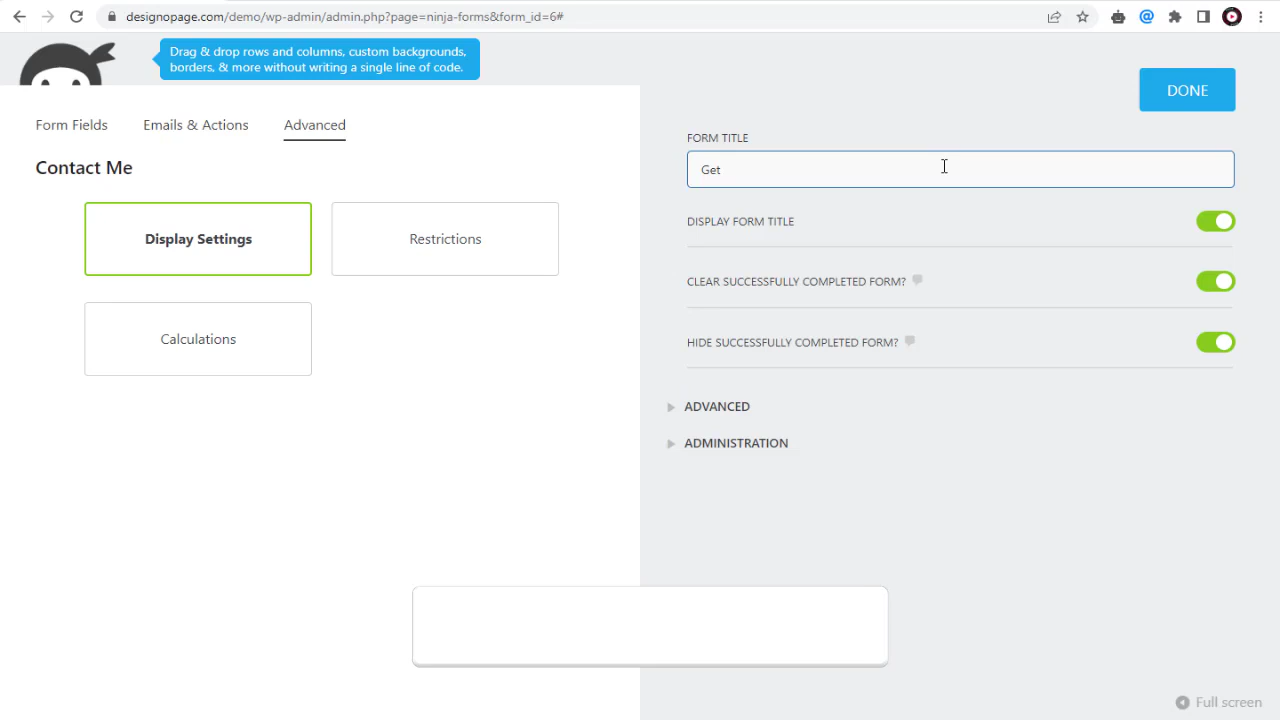 designopage.com/demo/wp-admin/admin.php?page=ninja-forms&form_id=6#
Drag & drop rows and columns, custom backgrounds,
borders, & more without writing a single line of code.
DONE
Form Fields
Emails & Actions
Advanced
FORM TITLE
Contact Me
Get
Display Settings
Restrictions
DISPLAY FORM TITLE
CLEAR SUCCESSFULLY COMPLETED FORM?
Calculations
HIDE SUCCESSFULLY COMPLETED FORM?
ADVANCED
ADMINISTRATION
Full screen